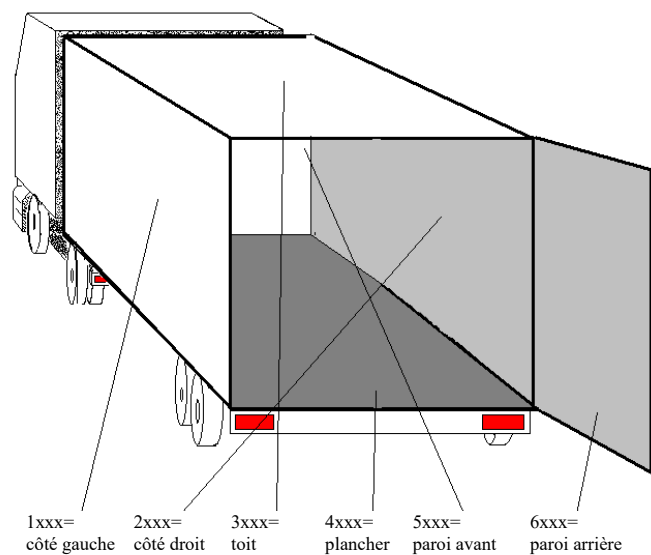 1xxx= 2xxx= 3xxx= 4xxx= 5xxx= 6xxx=
côté gauche côté droit toit plancher paroi avant paroi arrière